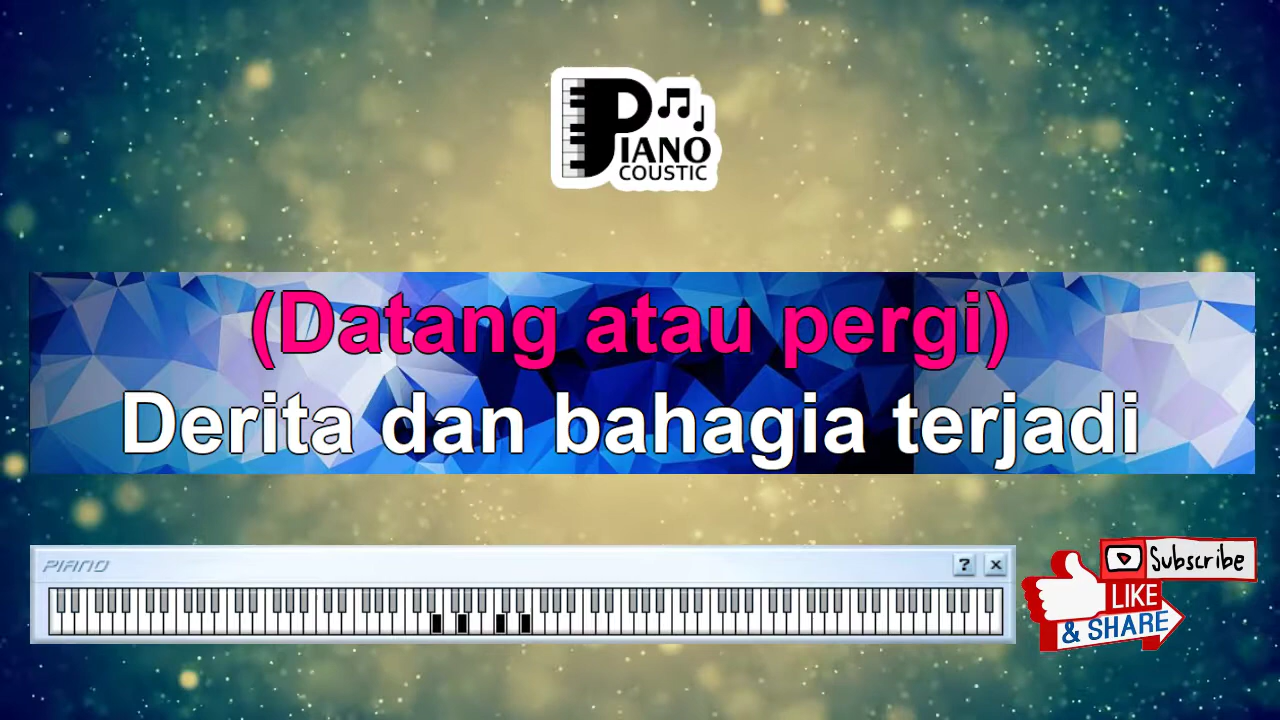 PIANO
COUSTIC
(Datang atau pergi)
Derita dan bahagia terjadi
PIANO
?
×
Subscribe
LIKE
& SHARE